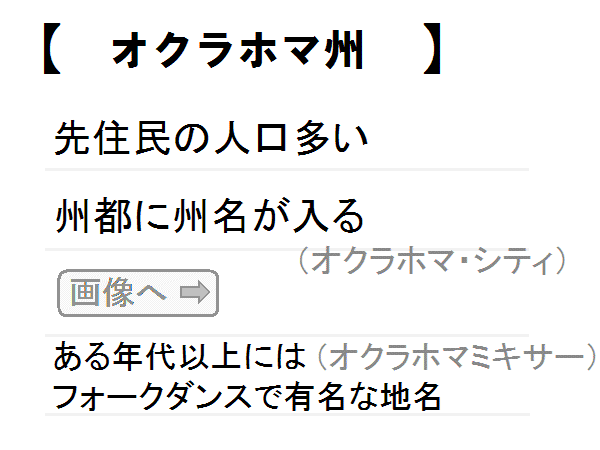 【 オクラホマ州 】
先住民の人口多い
州都に州名が入る
(オクラホマ・シティ)
画像へ ➡
ある年代以上には (オクラホマミキサー)
フォークダンスで有名な地名